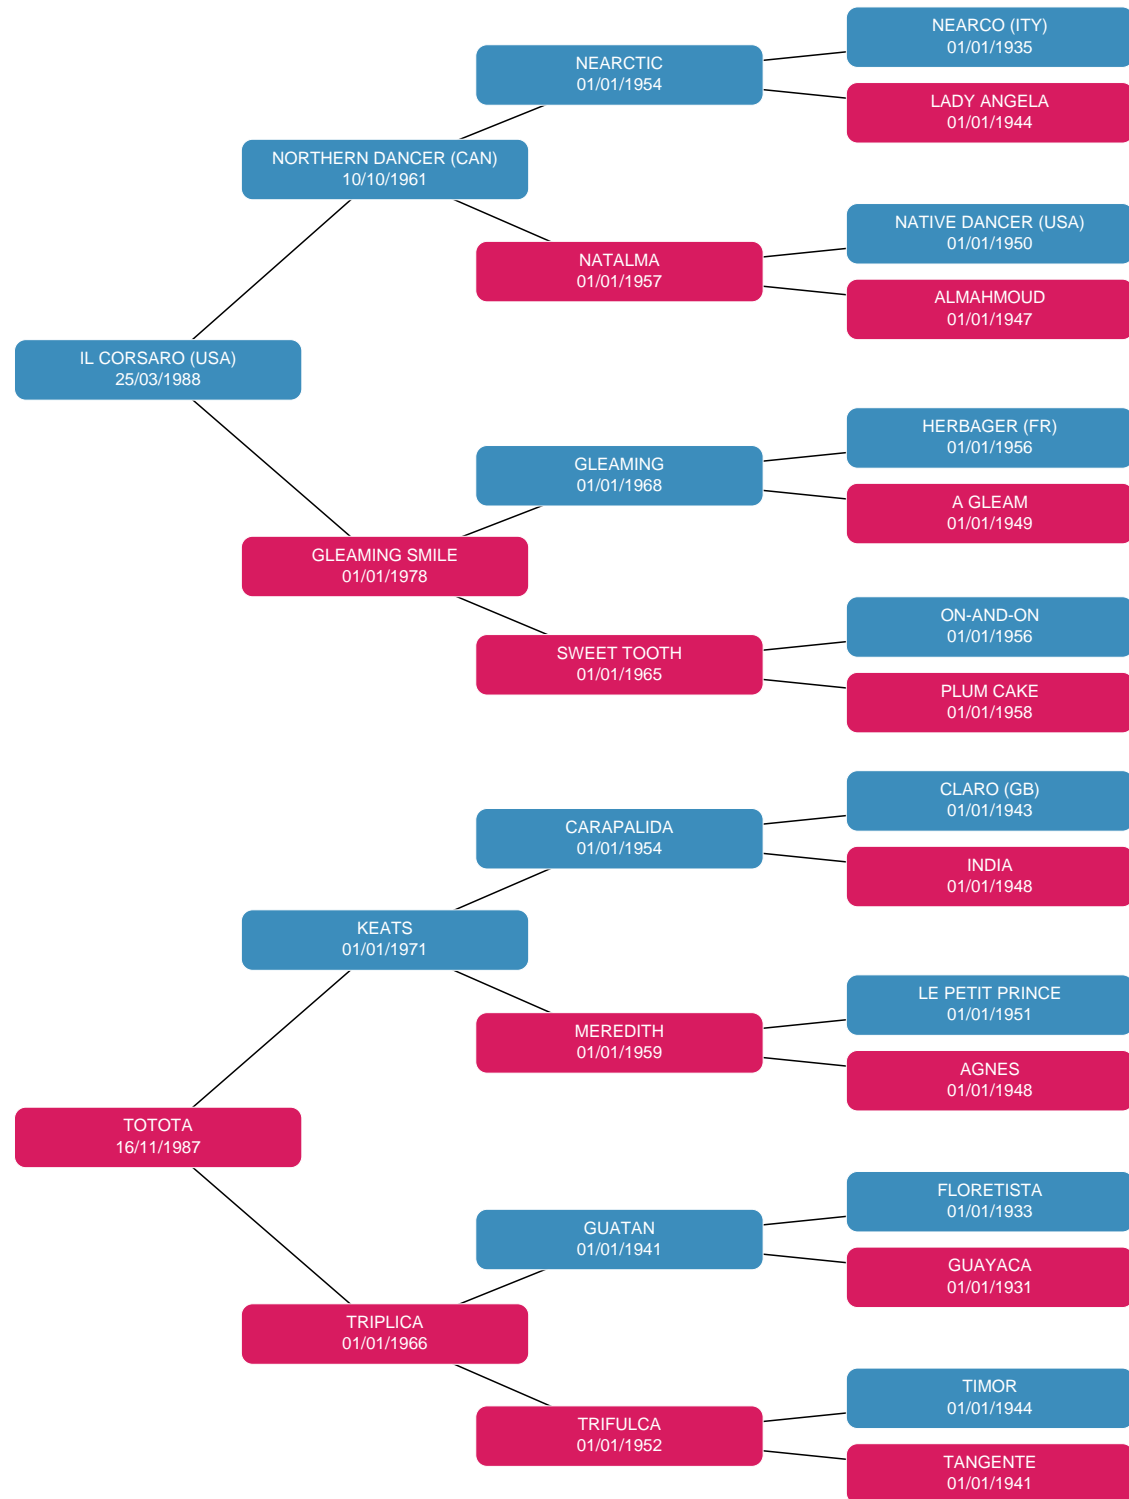 NEARCO (ITY)
01/01/1935
NEARCTIC
01/01/1954
LADY ANGELA
01/01/1944
NORTHERN DANCER (CAN)
10/10/1961
NATIVE DANCER (USA)
01/01/1950
NATALMA
01/01/1957
ALMAHMOUD
01/01/1947
IL CORSARO (USA)
25/03/1988
HERBAGER (FR)
01/01/1956
GLEAMING
01/01/1968
A GLEAM
01/01/1949
GLEAMING SMILE
01/01/1978
ON-AND-ON
01/01/1956
SWEET TOOTH
01/01/1965
PLUM CAKE
01/01/1958
CLARO (GB)
01/01/1943
CARAPALIDA
01/01/1954
INDIA
01/01/1948
KEATS
01/01/1971
LE PETIT PRINCE
01/01/1951
MEREDITH
01/01/1959
AGNES
01/01/1948
TOTOTA
16/11/1987
FLORETISTA
01/01/1933
GUATAN
01/01/1941
GUAYACA
01/01/1931
TRIPLICA
01/01/1966
TIMOR
01/01/1944
TRIFULCA
01/01/1952
TANGENTE
01/01/1941